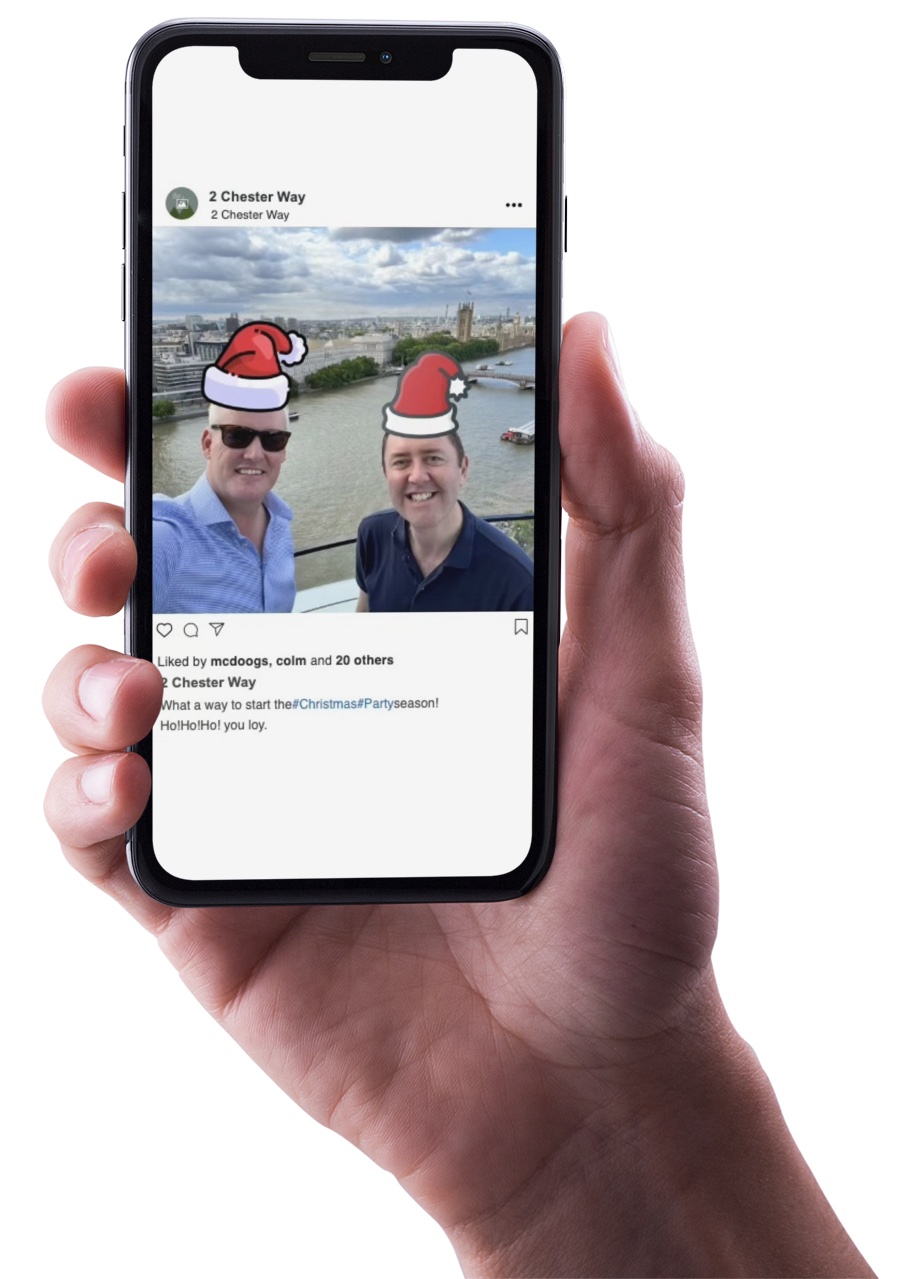 2 Chester Way
2 Chester Way
Liked by mcdoogs, colm and 20 others
2 Chester Way
What a way to start the#Christmas#Partyseason!
Ho!Ho!Ho! you loy.